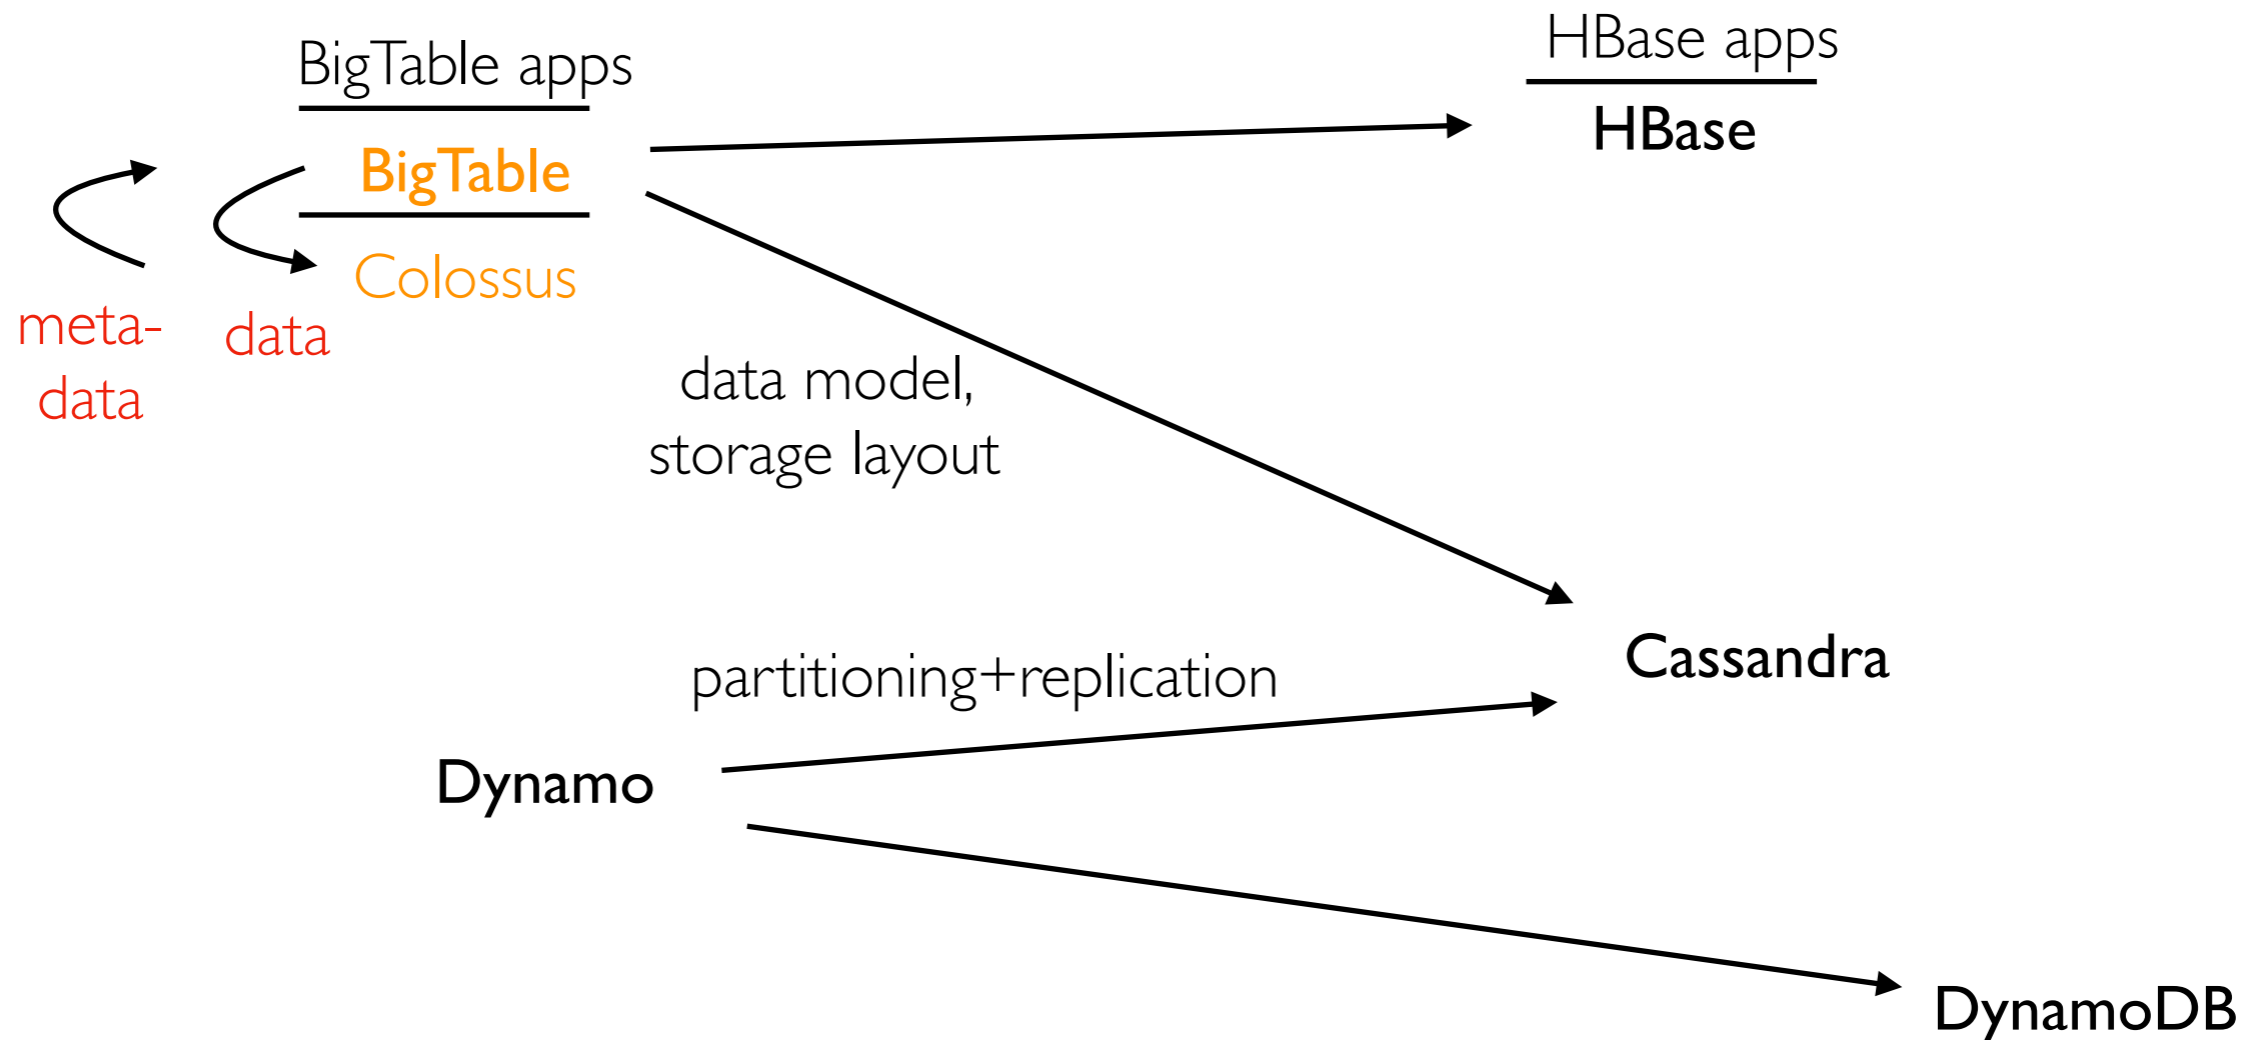 BigTable apps
BigTable
Colossus
meta-
data
data
HBase apps
HBase
data model,
storage layout
Cassandra
partitioning+replication
Dynamo
DynamoDB